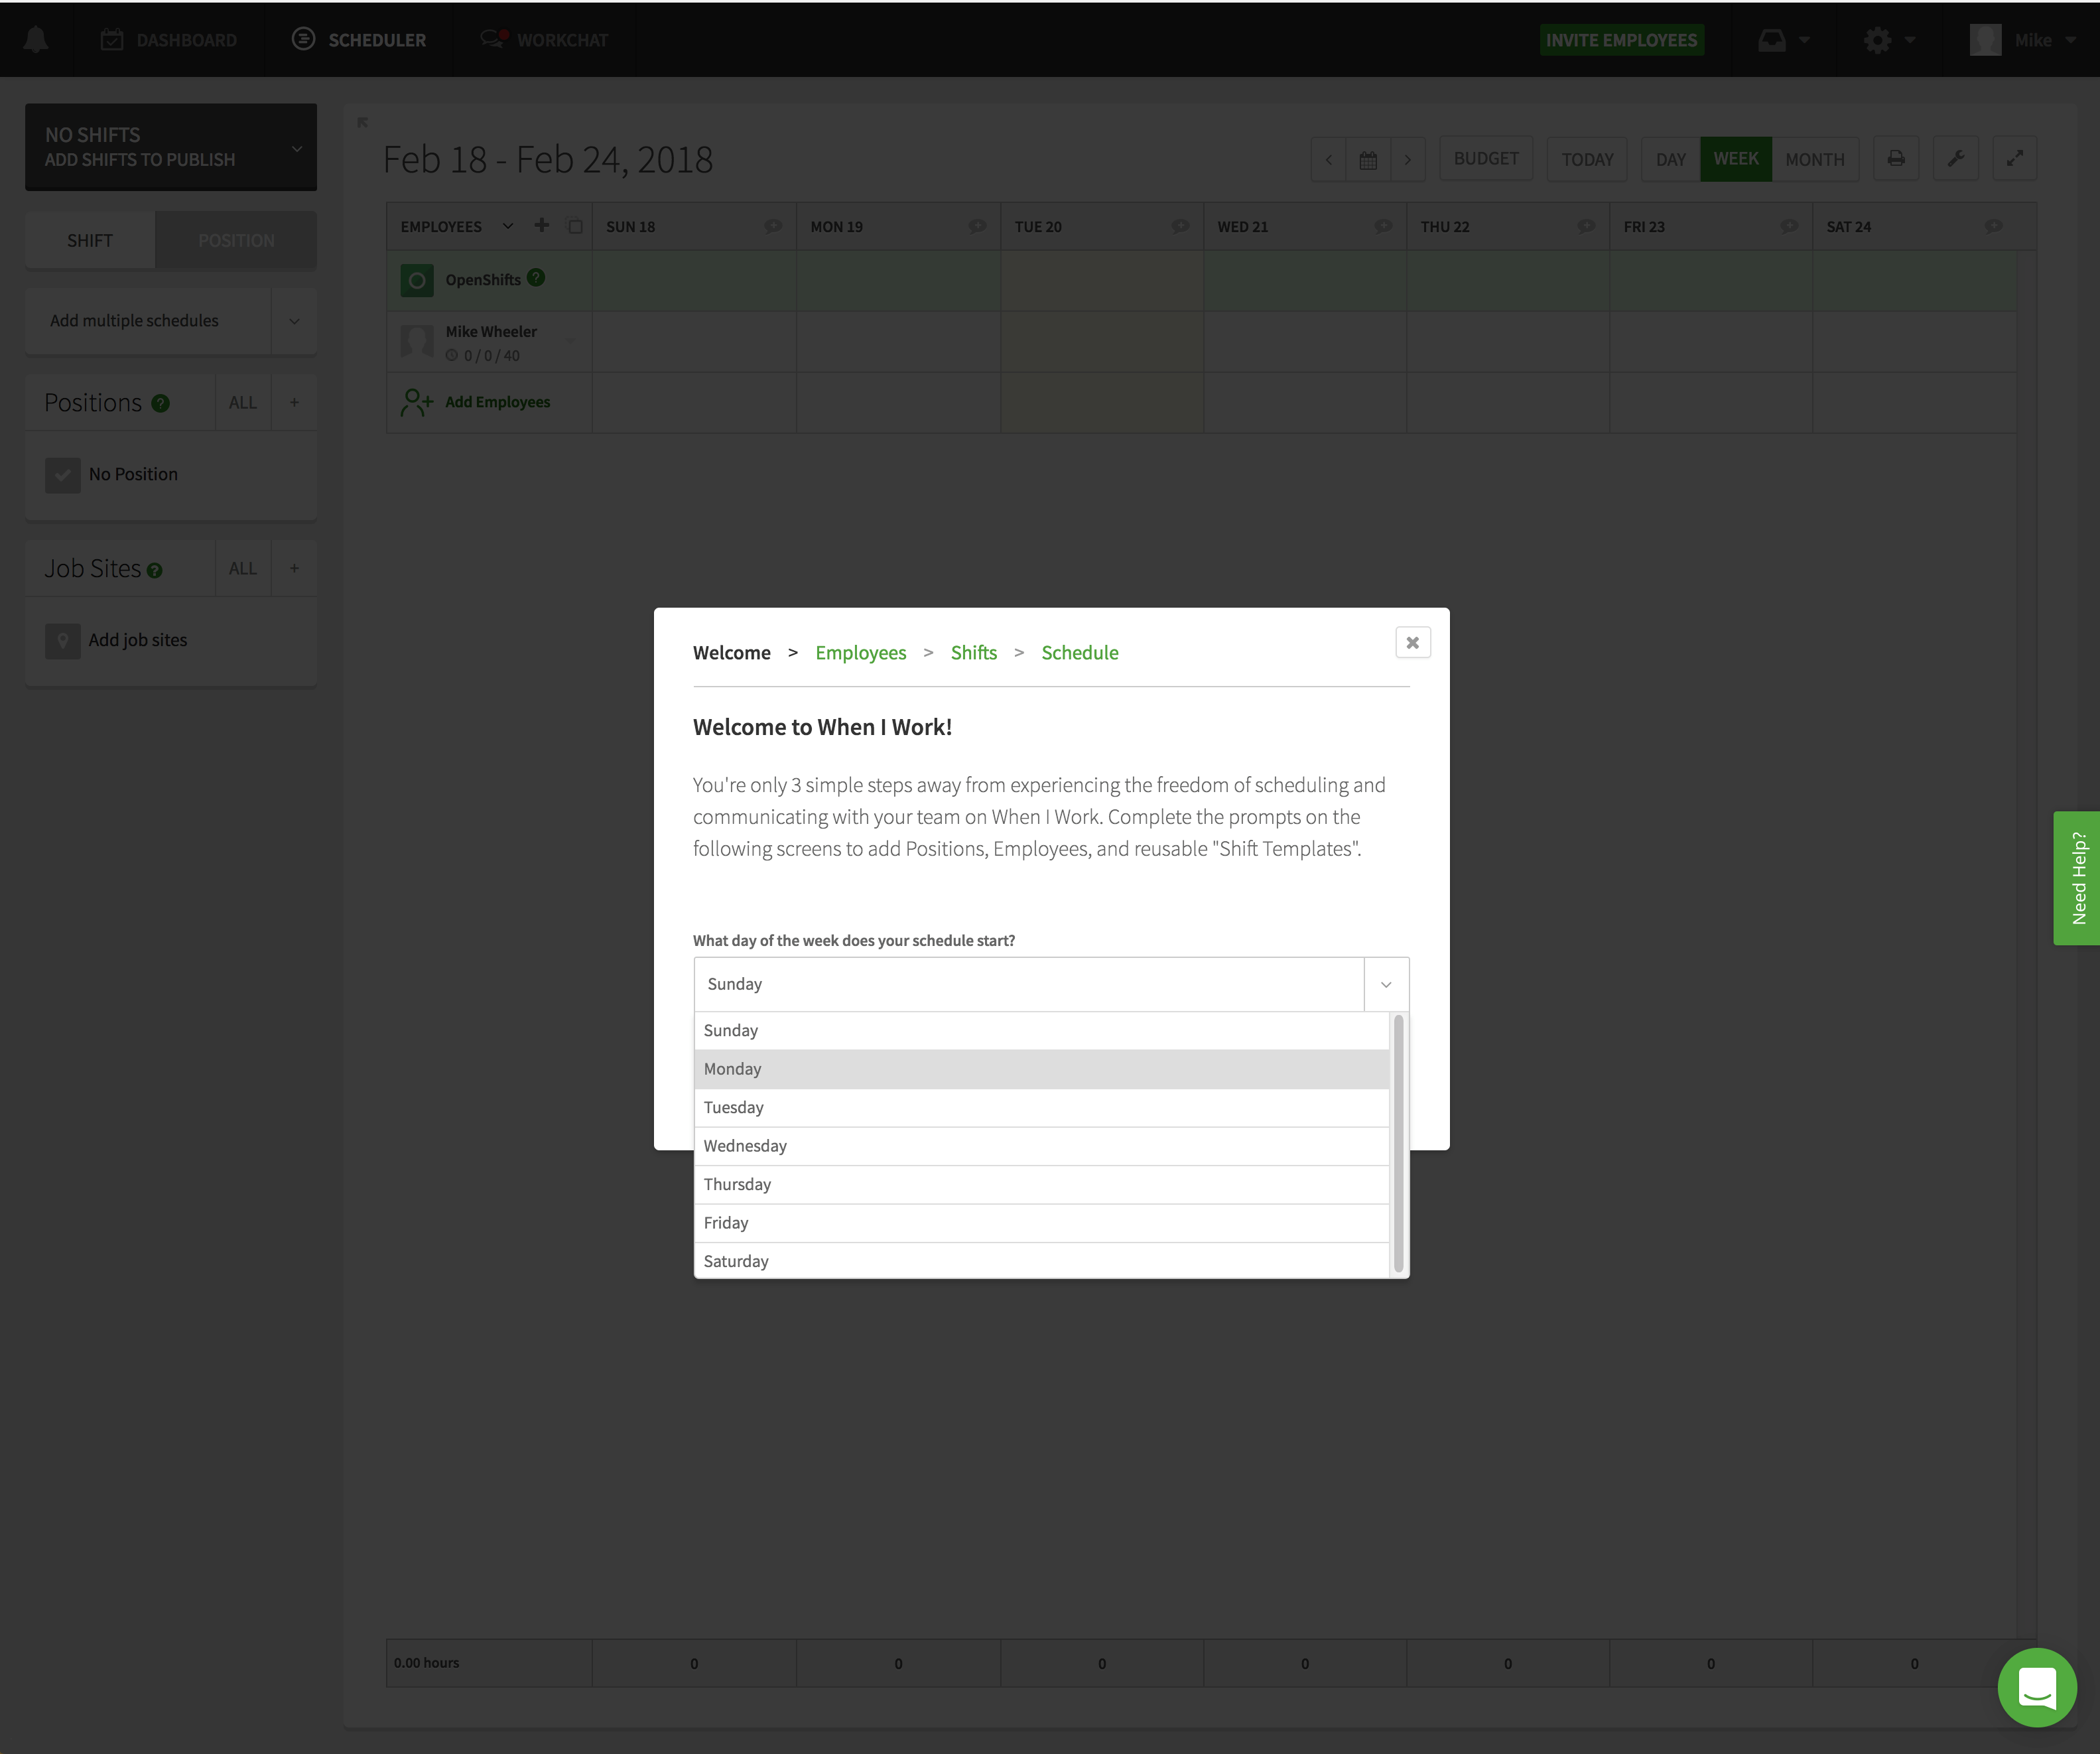 DASHBOARD
SCHEDULER
WORKCHAT
INVITE EMPLOYEES
Mike
NO SHIFTS
ADD SHIFTS TO PUBLISH
SHIFT
POSITION
Add multiple schedules
Positions ?
ALL
+
No Position
Job Sites ?
ALL
+
Add job sites
Feb 18 - Feb 24, 2018
BUDGET
TODAY
DAY
WEEK
MONTH
EMPLOYEES
SUN 18
MON 19
TUE 20
WED 21
THU 22
FRI 23
SAT 24
OpenShifts ?
Mike Wheeler
0 / 0 / 40
Add Employees
Welcome > Employees > Shifts > Schedule
Welcome to When I Work!
You're only 3 simple steps away from experiencing the freedom of scheduling and
communicating with your team on When I Work. Complete the prompts on the
following screens to add Positions, Employees, and reusable "Shift Templates".
What day of the week does your schedule start?
Sunday
Sunday
Monday
Tuesday
Wednesday
Thursday
Friday
Saturday
Need Help?
0.00 hours
0
0
0
0
0
0
0